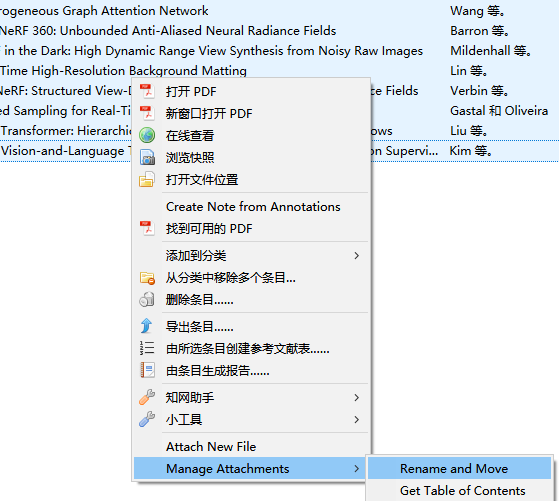 rogeneous Graph Attention Network Wang 等。
NeRF 360: Unbounded Anti-Aliased Neural Radiance Fields Barron 等。
in the Dark: High Dynamic Range View Synthesis from Noisy Raw Images Mildenhall 等。
Time High-Resolution Background Matting Lin 等。
NeRF: Structured View-D ce Fields Verbin 等。
ed Sampling for Real-Tim Gastal 和 Oliveira
Transformer: Hierarchic ows Liu 等。
Vision-and-Language T on Supervi... Kim 等。
打开 PDF
新窗口打开 PDF
在线查看
浏览快照
打开文件位置
Create Note from Annotations
找到可用的 PDF
添加到分类
从分类中移除多个条目...
删除条目......
导出条目......
由所选条目创建参考文献表......
由条目生成报告......
知网助手
小工具
Attach New File
Manage Attachments
Rename and Move
Get Table of Contents